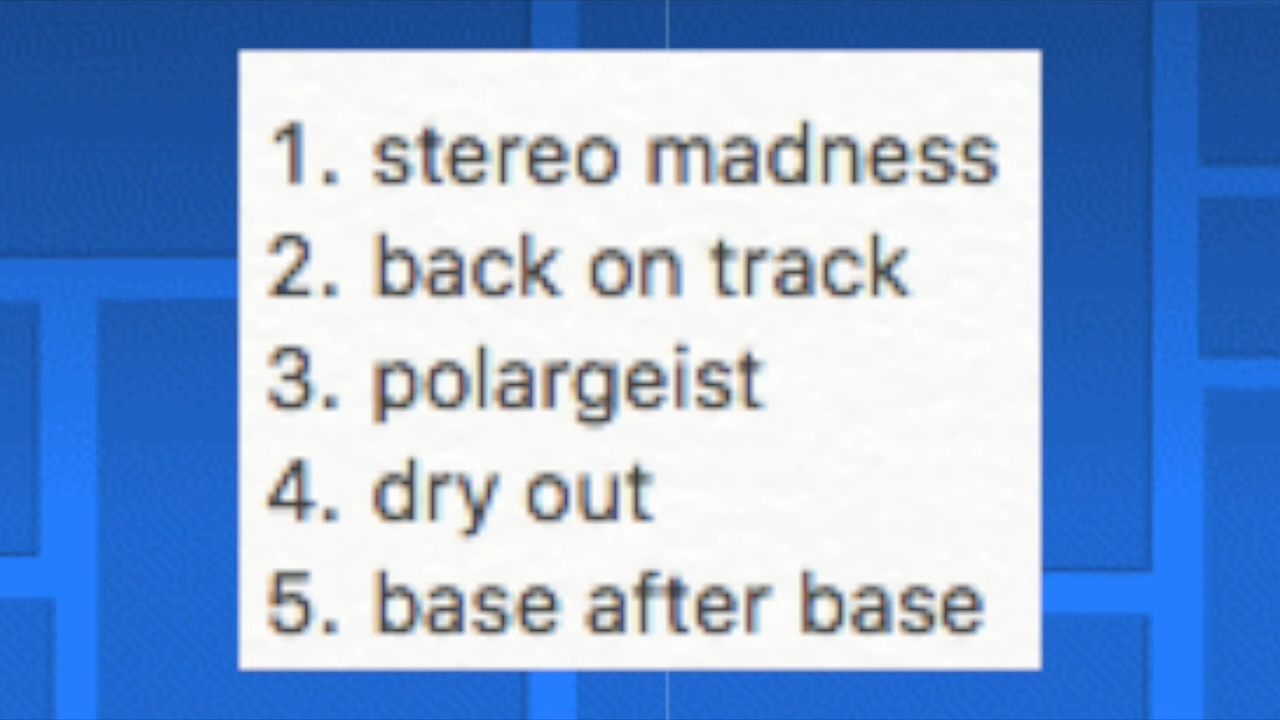 1. stereo madness
2. back on track
3. polargeist
4. dry out
5. base after base